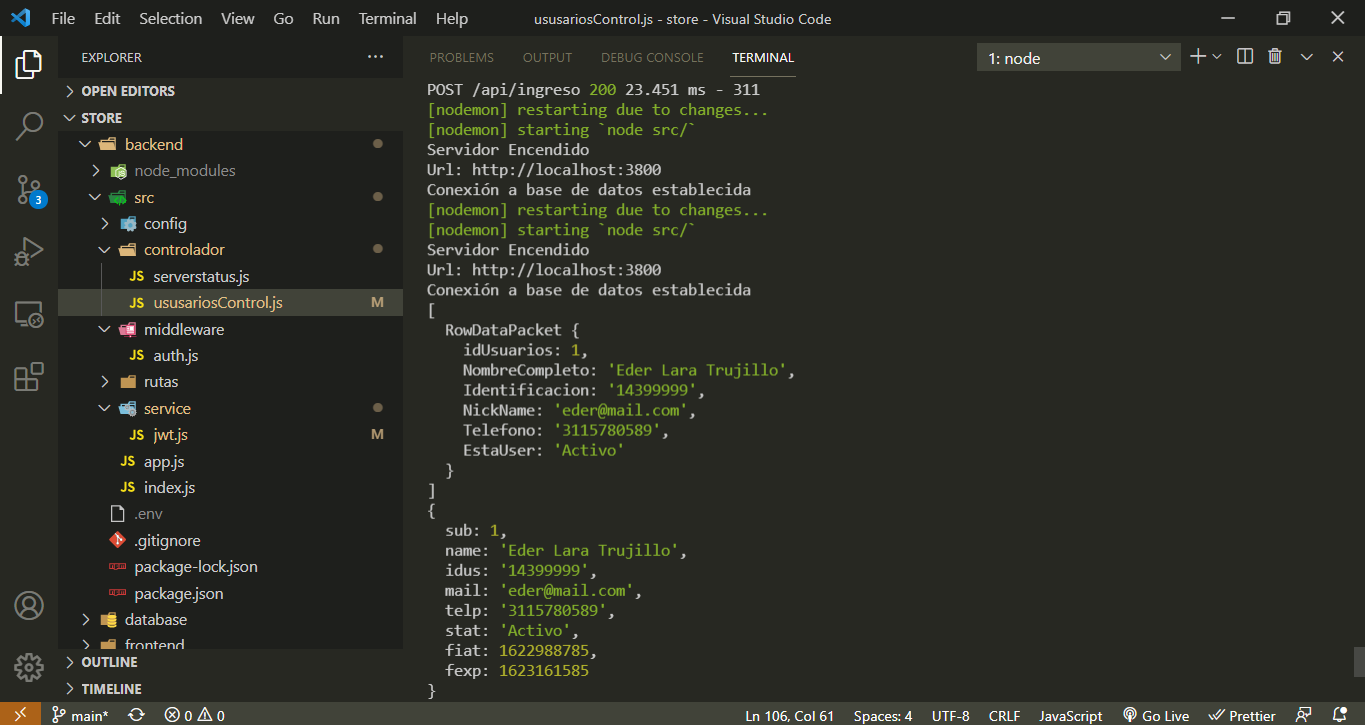 File Edit Selection View Go Run Terminal Help ususariosControl.js - store - Visual Studio Code
EXPLORER
OPEN EDITORS
STORE
backend
node_modules
src
config
controlador
JS serverstatus.js
JS ususariosControl.js M
middleware
JS auth.js
rutas
service
JS jwt.js M
JS app.js
JS index.js
.env
.gitignore
package-lock.json
package.json
database
frontend
OUTLINE
TIMELINE
3
PROBLEMS OUTPUT DEBUG CONSOLE TERMINAL 1: node
POST /api/ingreso 200 23.451 ms - 311
[nodemon] restarting due to changes...
[nodemon] starting `node src/`
Servidor Encendido
Url: http://localhost:3800
Conexión a base de datos establecida
[nodemon] restarting due to changes...
[nodemon] starting `node src/`
Servidor Encendido
Url: http://localhost:3800
Conexión a base de datos establecida
[
RowDataPacket {
idUsuarios: 1,
NombreCompleto: 'Eder Lara Trujillo',
Identificacion: '14399999',
NickName: 'eder@mail.com',
Telefono: '3115780589',
EstaUser: 'Activo'
}
]
{
sub: 1,
name: 'Eder Lara Trujillo',
idus: '14399999',
mail: 'eder@mail.com',
telp: '3115780589',
stat: 'Activo',
fiat: 1622988785,
fexp: 1623161585
}
main* 0 0 Ln 106, Col 61 Spaces: 4 UTF-8 CRLF JavaScript Go Live Prettier